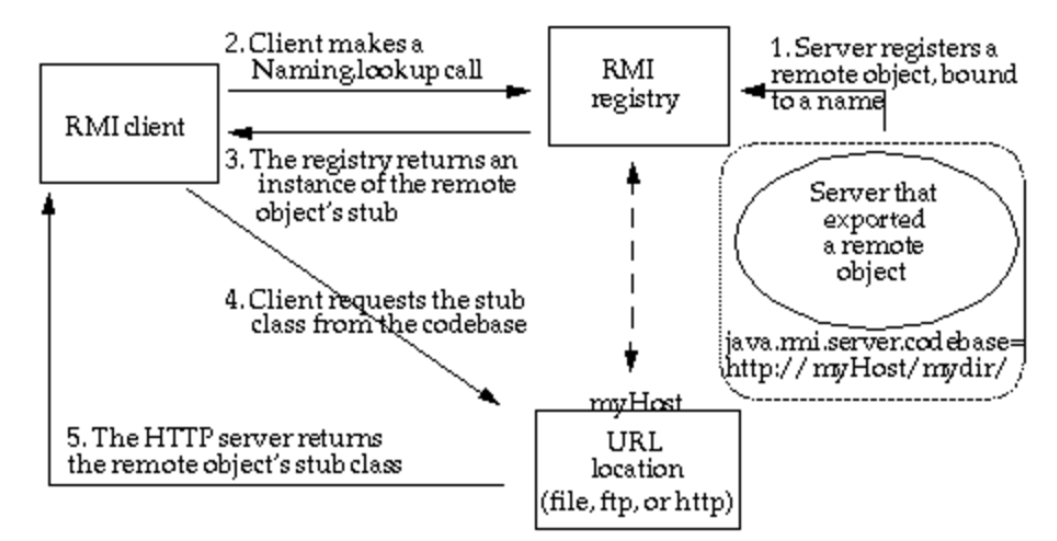 2. Client makes a
Naming.lookup call
RMI client
RMI
registry
1. Server registers a
remote object, bound
to a name
3. The registry returns an
instance of the remote
object's stub
Server that
exported
a remote
object
java.rmi.server.codebase=
http://myHost/mydir/
4. Client requests the stub
class from the codebase
myHost
URL
location
(file, ftp, or http)
5. The HTTP server returns
the remote object's stub class